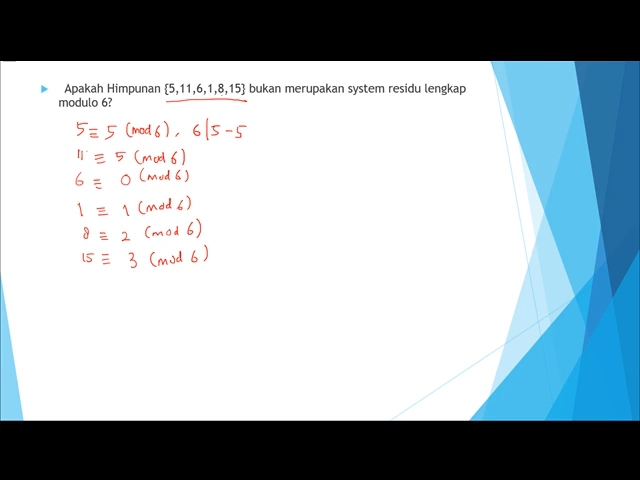 Apakah Himpunan {5,11,6,1,8,15} bukan merupakan system residu lengkap
modulo 6?
5 ≡ 5 (mod 6), 6 | 5 - 5
11 ≡ 5 (mod 6)
6 ≡ 0 (mod 6)
1 ≡ 1 (mod 6)
8 ≡ 2 (mod 6)
15 ≡ 3 (mod 6)